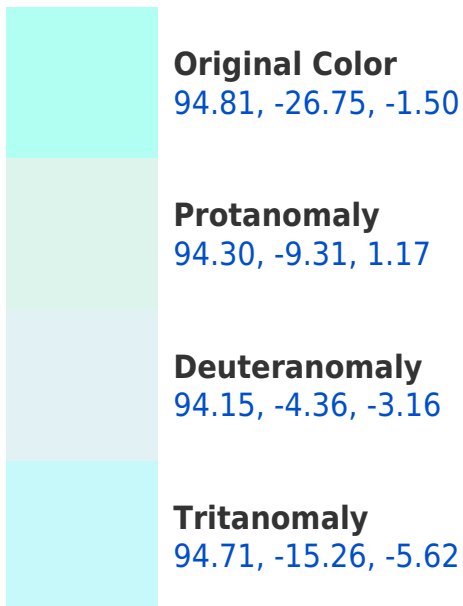 Original Color
94.81, -26.75, -1.50
Protanomaly
94.30, -9.31, 1.17
Deuteranomaly
94.15, -4.36, -3.16
Tritanomaly
94.71, -15.26, -5.62